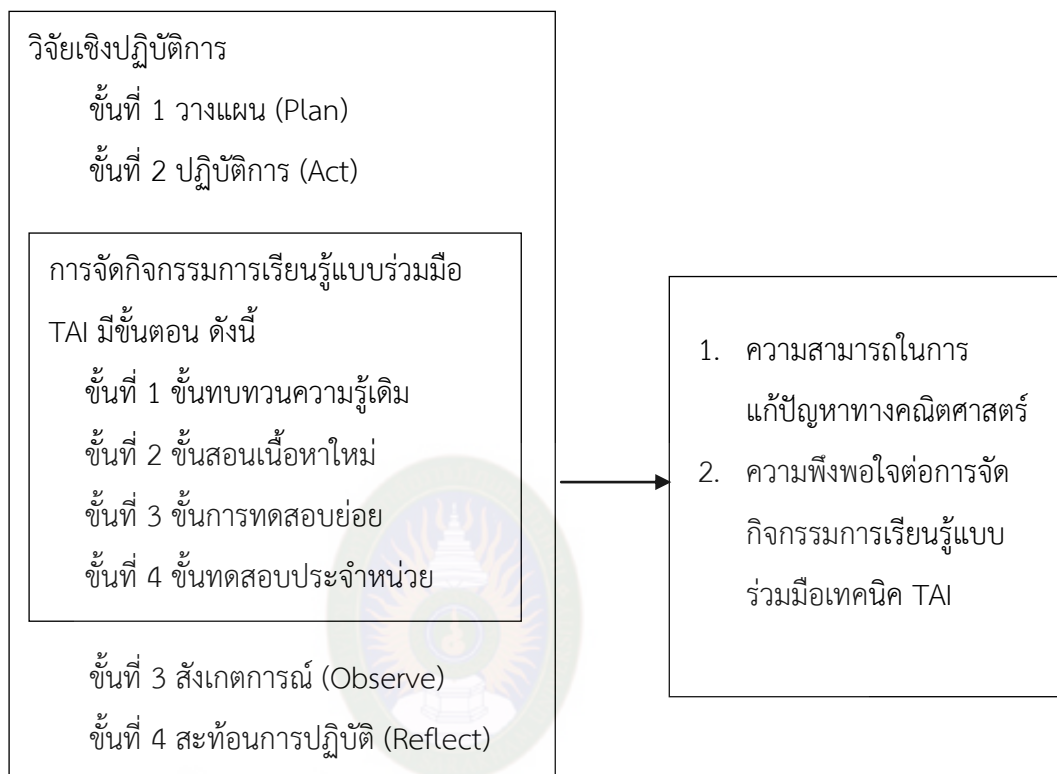 วิจัยเชิงปฏิบัติการ
ขั้นที่ 1 วางแผน (Plan)
ขั้นที่ 2 ปฏิบัติการ (Act)
การจัดกิจกรรมการเรียนรู้แบบร่วมมือ
TAI มีขั้นตอน ดังนี้
ขั้นที่ 1 ขั้นทบทวนความรู้เดิม
ขั้นที่ 2 ขั้นสอนเนื้อหาใหม่
ขั้นที่ 3 ขั้นการทดสอบย่อย
ขั้นที่ 4 ขั้นทดสอบประจำหน่วย
ขั้นที่ 3 สังเกตการณ์ (Observe)
ขั้นที่ 4 สะท้อนการปฏิบัติ (Reflect)
1. ความสามารถในการ
แก้ปัญหาทางคณิตศาสตร์
2. ความพึงพอใจต่อการจัด
กิจกรรมการเรียนรู้แบบ
ร่วมมือเทคนิค TAI